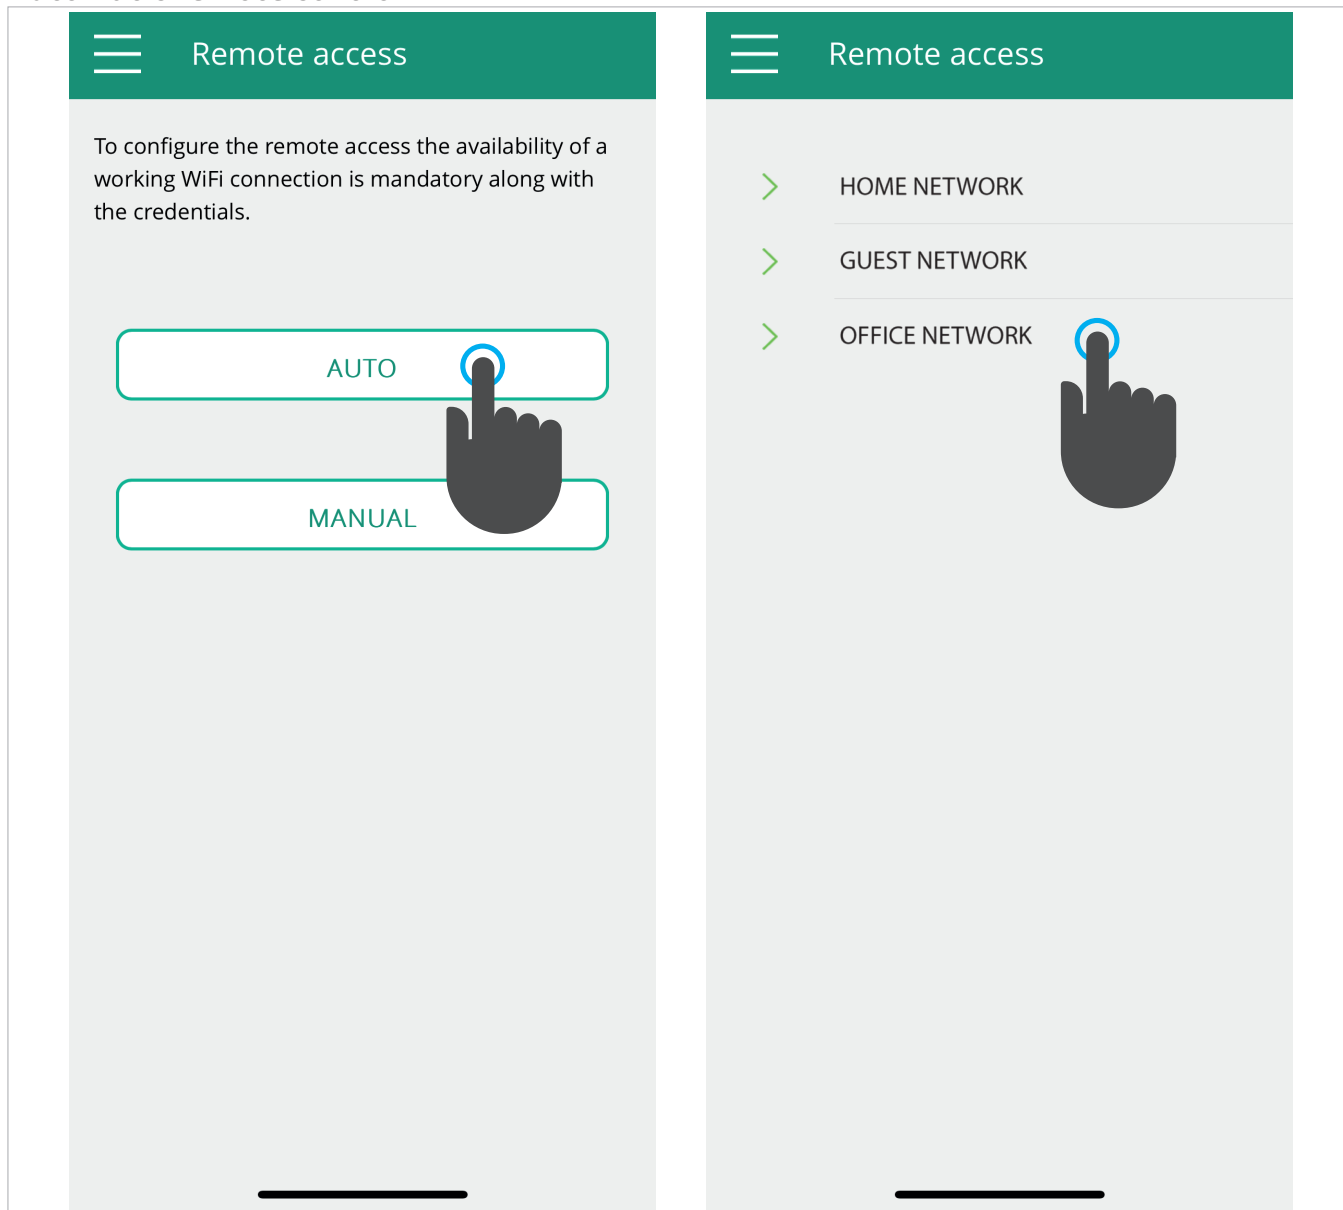 Remote access
To configure the remote access the availability of a
working WiFi connection is mandatory along with
the credentials.
AUTO
MANUAL
Remote access
HOME NETWORK
GUEST NETWORK
OFFICE NETWORK